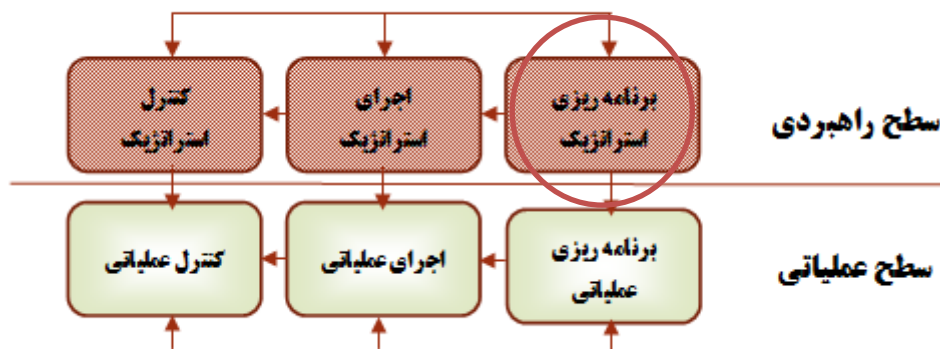 سطح راهبردی
برنامه ریزی
استراتژیک
اجرای
استراتژیک
کنترل
استراتژیک
سطح عملیاتی
برنامه ریزی
عملیاتی
اجرای عملیاتی
کنترل عملیاتی